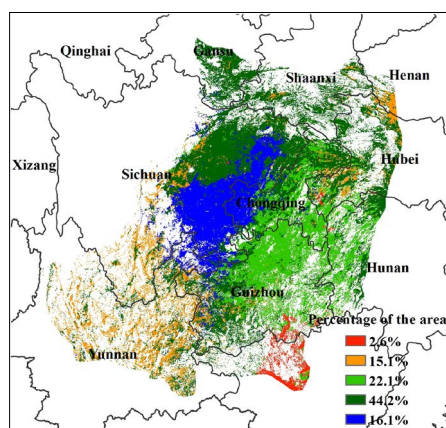 Qinghai
Gansu
Shaanxi
Henan
Xizang
Hubei
Sichuan
Chongqing
Hunan
Guizhou
Percentage of the area
2.6%
15.1%
Yunnan
22.1%
44.2%
16.1%